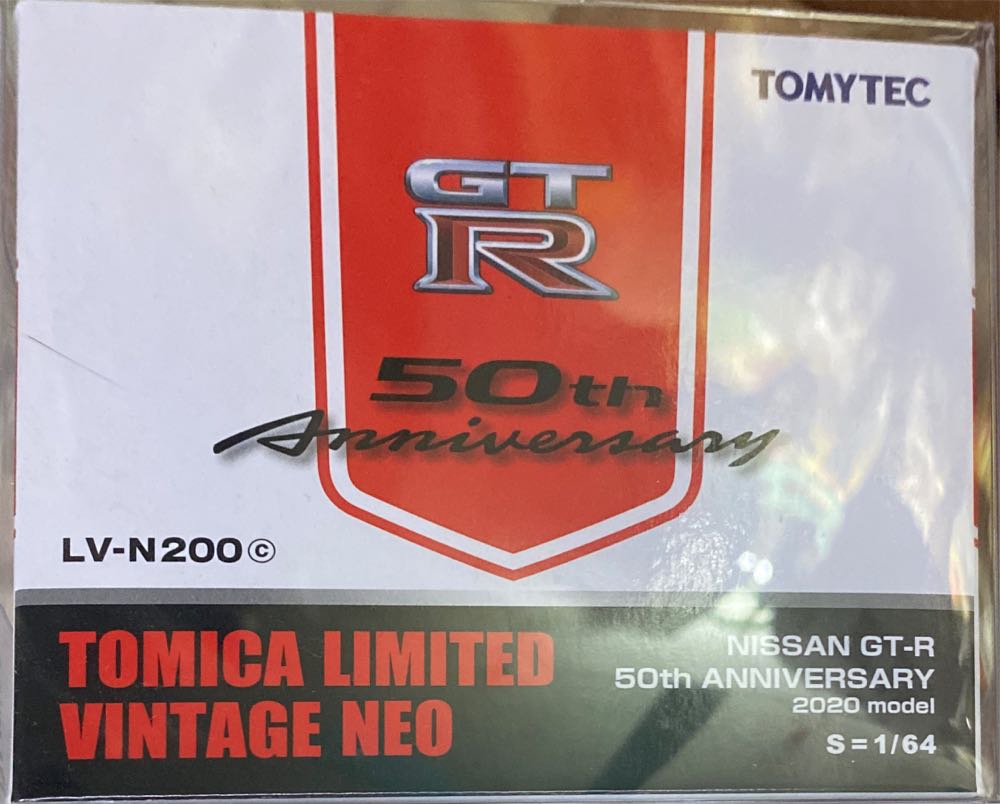 TOMYTEC
GT
R
50th
Anniversary
LV-N200ⓒ
TOMICA LIMITED
VINTAGE NEO
NISSAN GT-R
50th ANNIVERSARY
2020 model
S=1/64